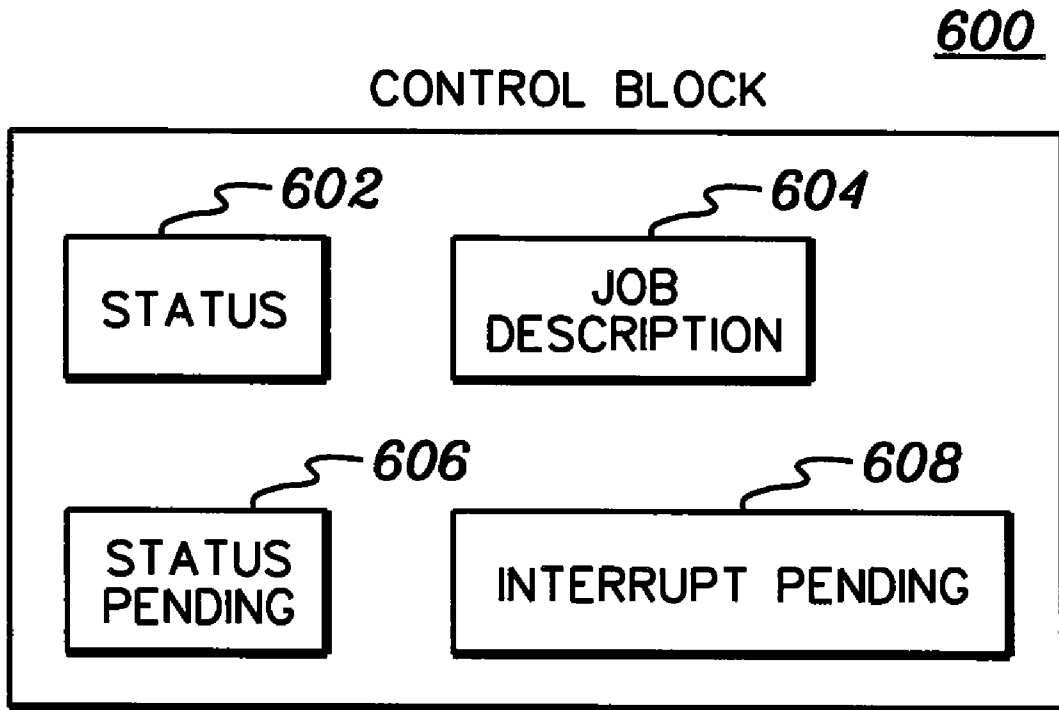 600
CONTROL BLOCK
602
604
STATUS
JOB
DESCRIPTION
606
608
STATUS
PENDING
INTERRUPT PENDING